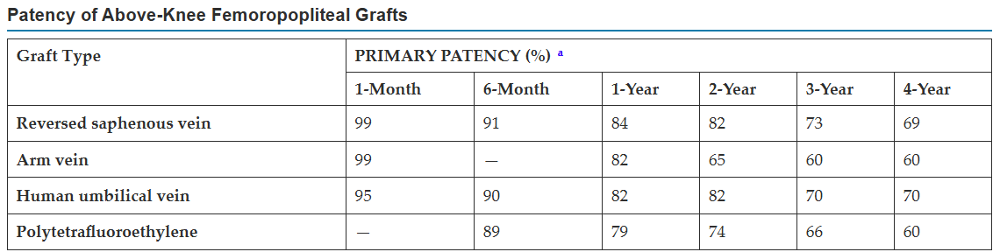 Patency of Above-Knee Femoropopliteal Grafts
Graft Type PRIMARY PATENCY (%) a
1-Month 6-Month 1-Year 2-Year 3-Year 4-Year
Reversed saphenous vein 99 91 84 82 73 69
Arm vein 99 — 82 65 60 60
Human umbilical vein 95 90 82 82 70 70
Polytetrafluoroethylene — 89 79 74 66 60